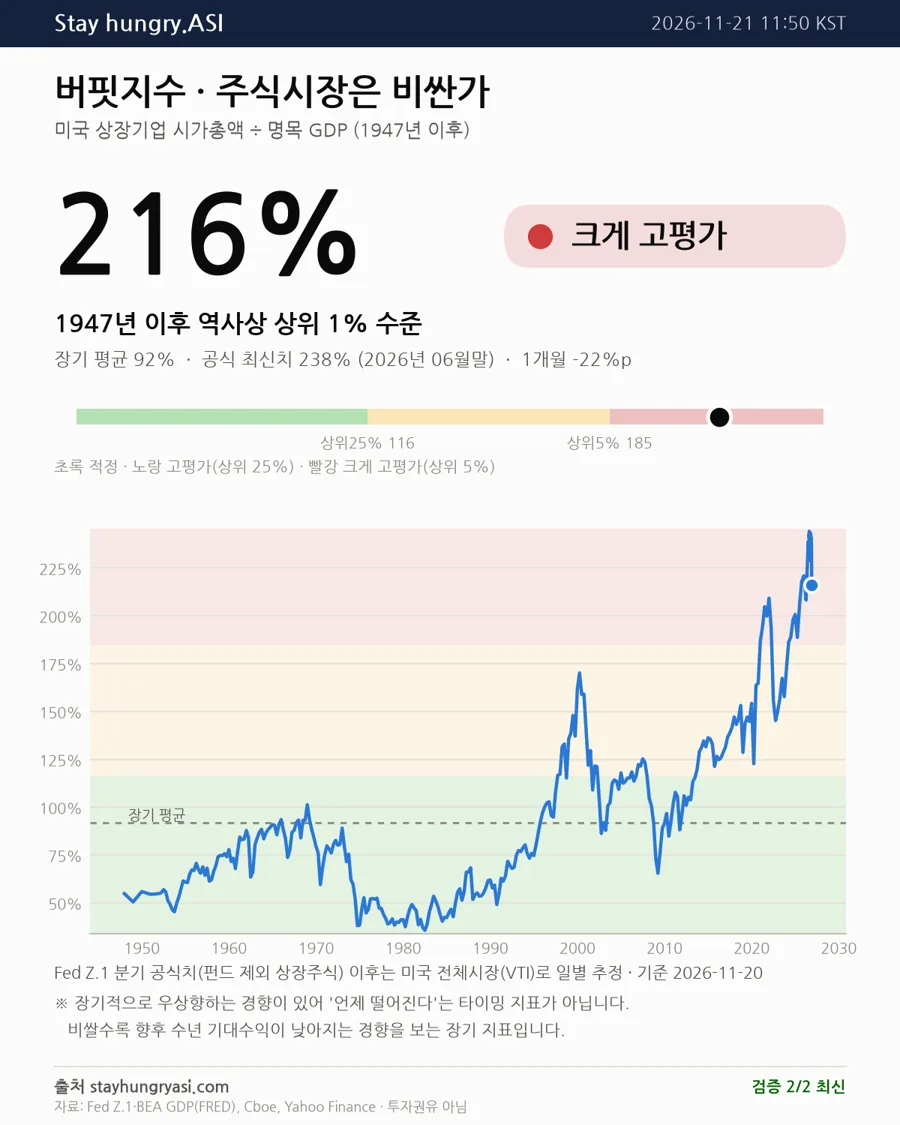 Stay hungry.ASI
2026-11-21 11:50 KST
버핏지수 · 주식시장은 비싼가
미국 상장기업 시가총액 ÷ 명목 GDP (1947년 이후)
216%
크게 고평가
1947년 이후 역사상 상위 1% 수준
장기 평균 92% · 공식 최신치 238% (2026년 06월말) · 1개월 -22%p
상위25% 116
상위5% 185
초록 적정 · 노랑 고평가(상위 25%) · 빨강 크게 고평가(상위 5%)
225%
200%
175%
150%
125%
100%
장기 평균
75%
50%
1950 1960 1970 1980 1990 2000 2010 2020 2030
Fed Z.1 분기 공식치(펀드 제외 상장주식) 이후는 미국 전체시장(VTI)로 일별 추정 · 기준 2026-11-20
※ 장기적으로 우상향하는 경향이 있어 '언제 떨어진다'는 타이밍 지표가 아닙니다.
비쌀수록 향후 수년 기대수익이 낮아지는 경향을 보는 장기 지표입니다.
출처 stayhungryasi.com
검증 2/2 최신
자료: Fed Z.1·BEA GDP(FRED), Cboe, Yahoo Finance · 투자권유 아님